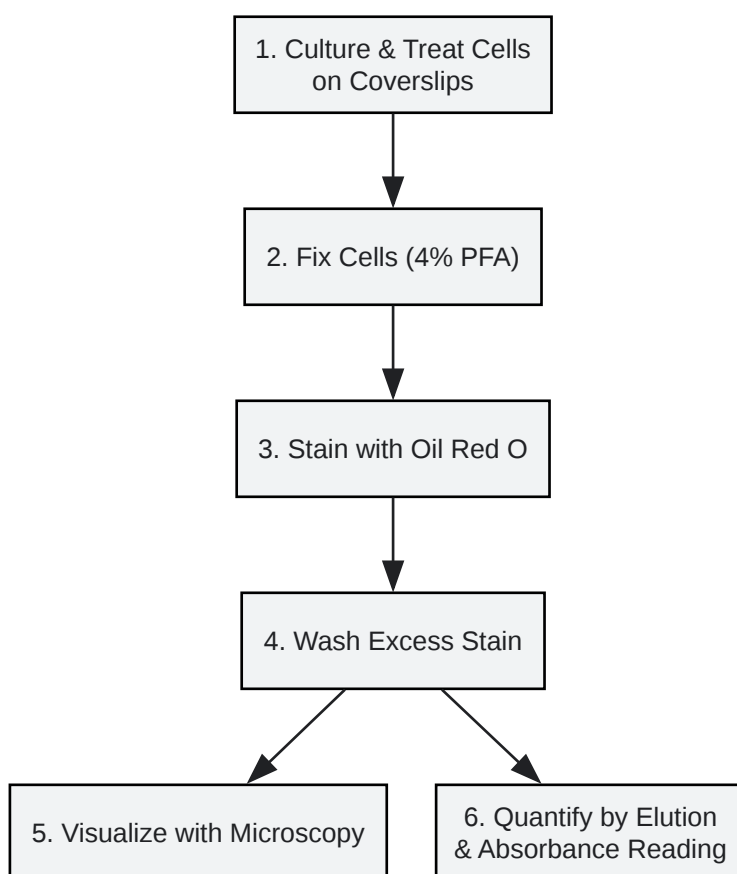 1. Culture & Treat Cells
on Coverslips
2. Fix Cells (4% PFA)
3. Stain with Oil Red O
4. Wash Excess Stain
5. Visualize with Microscopy
6. Quantify by Elution
& Absorbance Reading